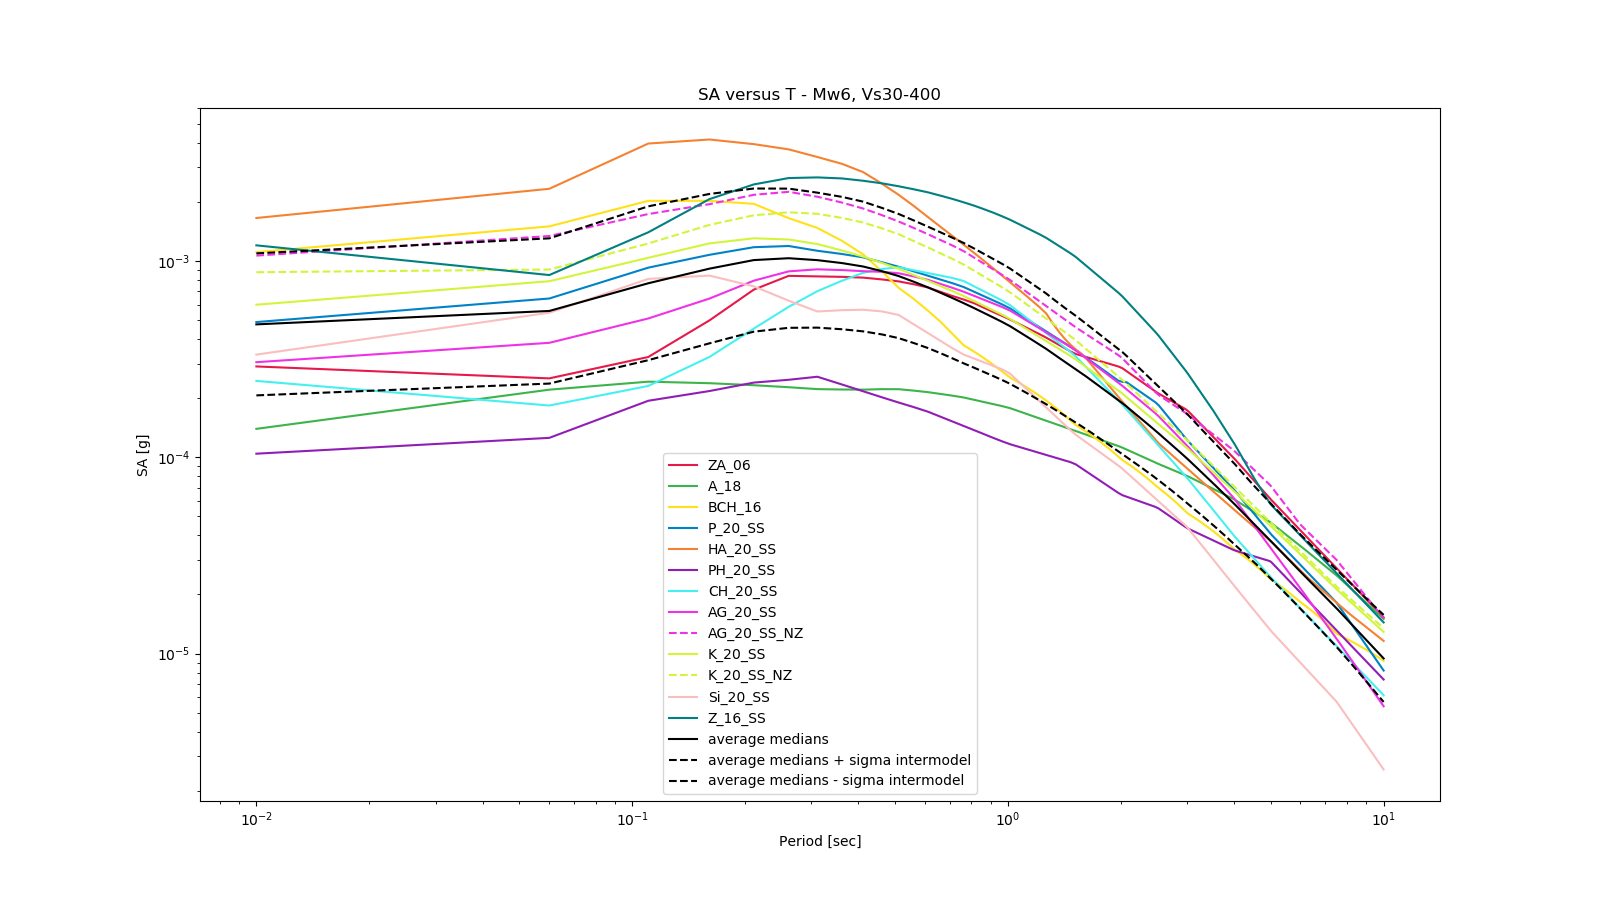 SA versus T - Mw6, Vs30-400
SA [g]
10⁻³
10⁻⁴
10⁻⁵
ZA_06
A_18
BCH_16
P_20_SS
HA_20_SS
PH_20_SS
CH_20_SS
AG_20_SS
AG_20_SS_NZ
K_20_SS
K_20_SS_NZ
Si_20_SS
Z_16_SS
average medians
average medians + sigma intermodel
average medians - sigma intermodel
10⁻² 10⁻¹ 10⁰ 10¹
Period [sec]